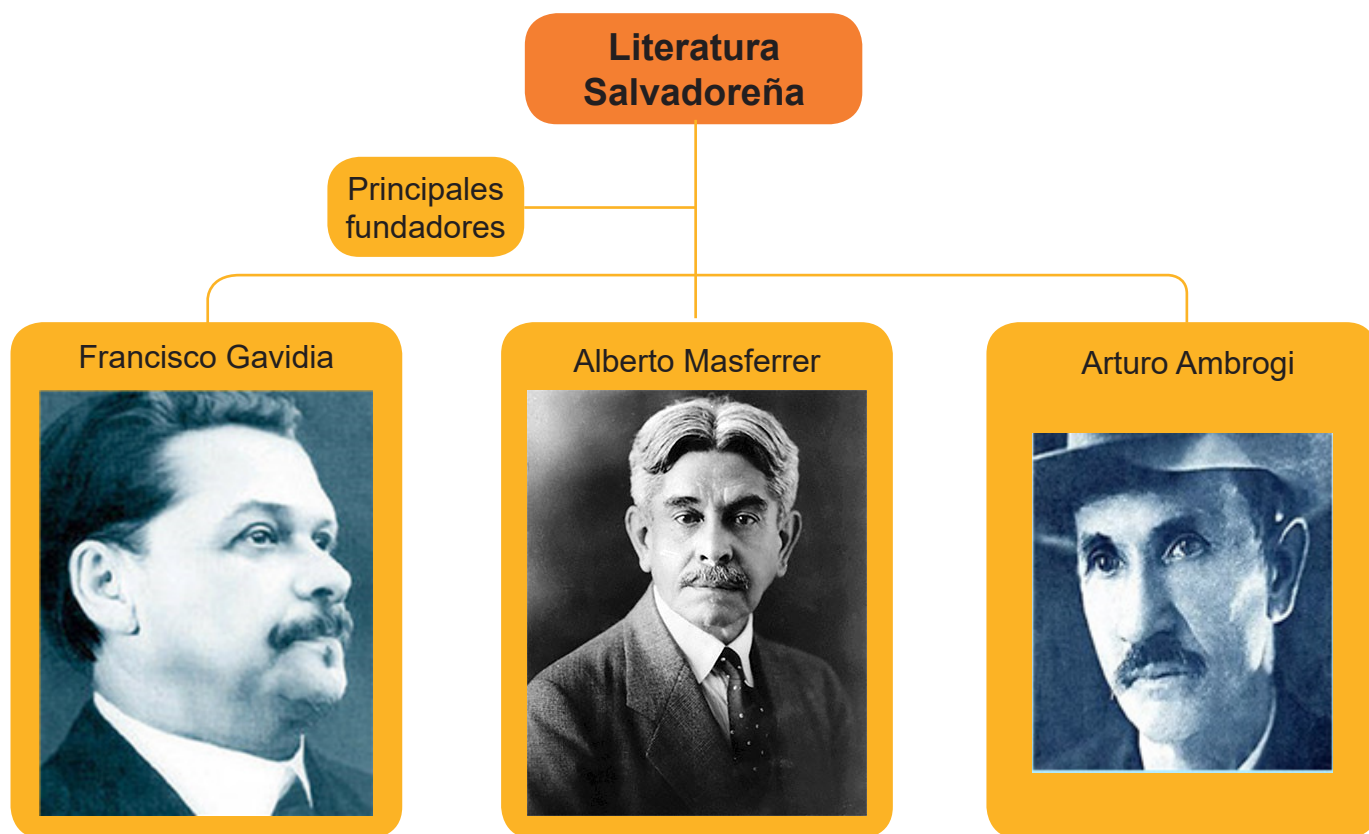 Literatura
Salvadoreña
Principales
fundadores
Francisco Gavidia
Alberto Masferrer
Arturo Ambrogi